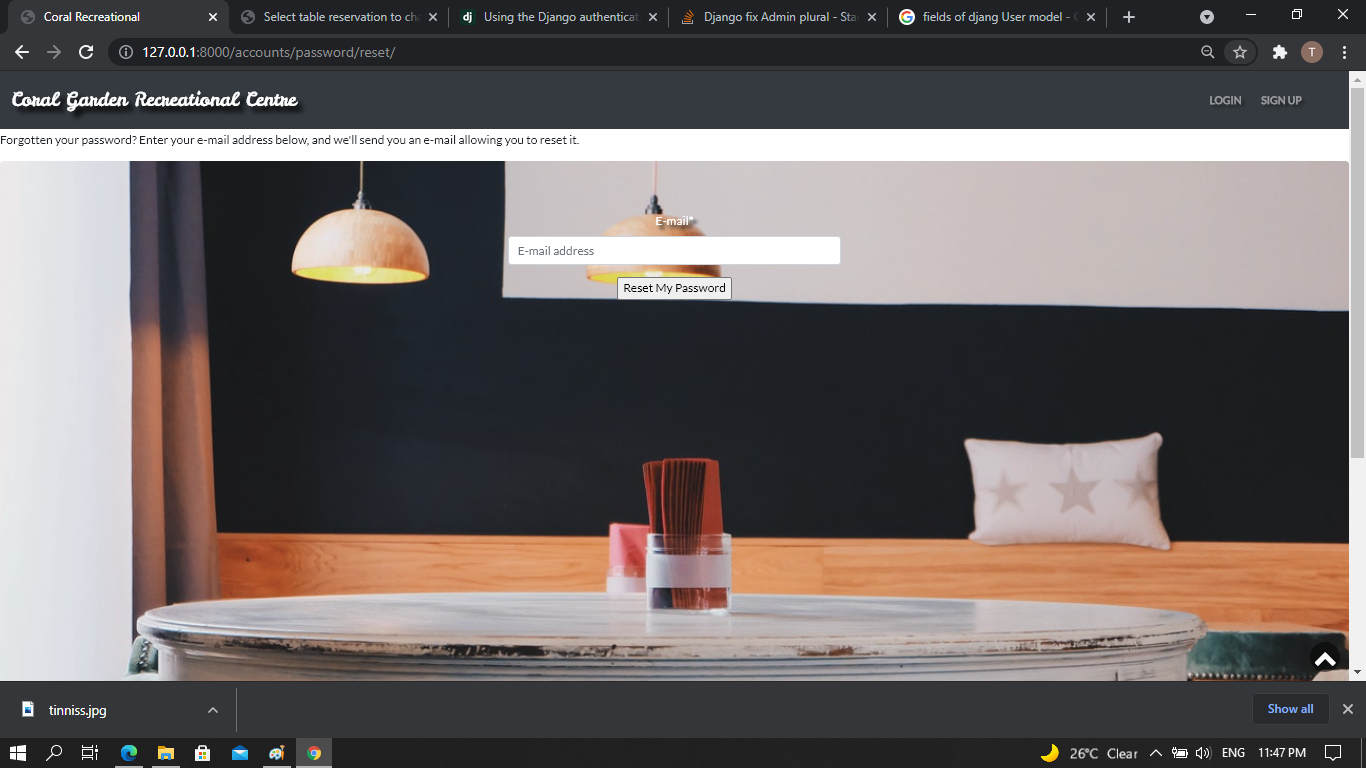 Coral Recreational
Select table reservation to ch
Using the Django authenticat
Django fix Admin plural - Sta
fields of djang User model - G
127.0.0.1:8000/accounts/password/reset/
T
Coral Garden Recreational Centre
LOGIN
SIGN UP
Forgotten your password? Enter your e-mail address below, and we'll send you an e-mail allowing you to reset it.
E-mail*
E-mail address
Reset My Password
tinniss.jpg
Show all
26°C Clear
ENG
11:47 PM